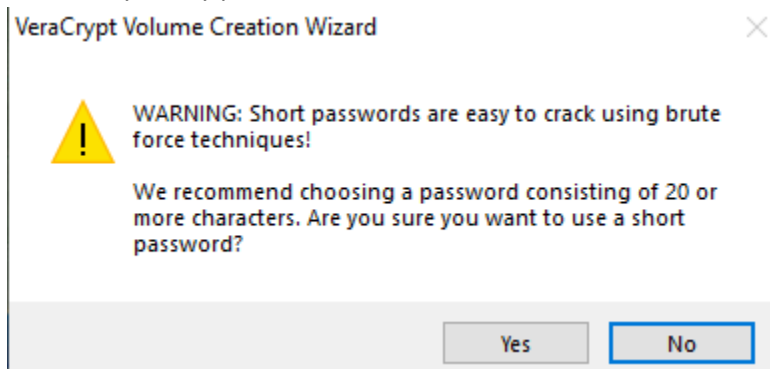 VeraCrypt Volume Creation Wizard
WARNING: Short passwords are easy to crack using brute
force techniques!
We recommend choosing a password consisting of 20 or
more characters. Are you sure you want to use a short
password?
Yes
No